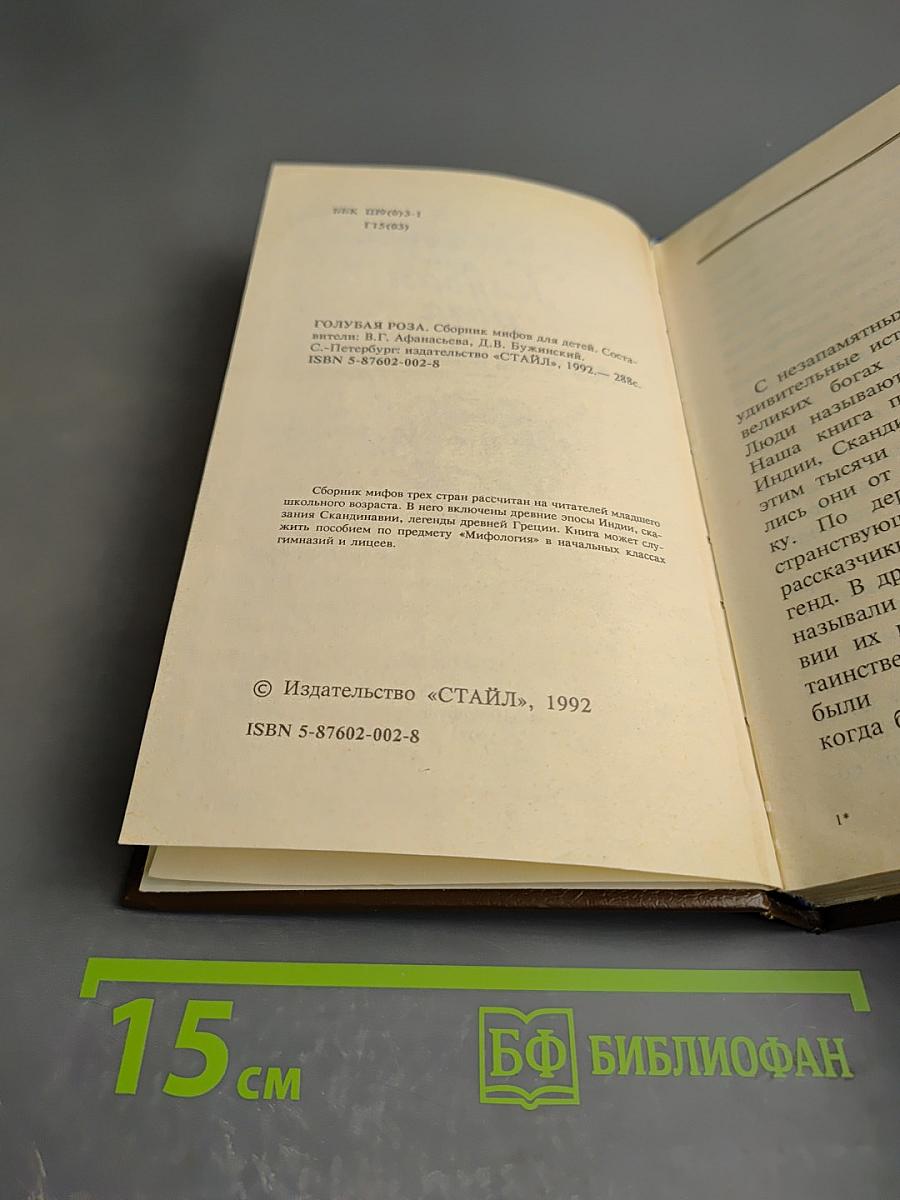 ББК Ш9(0)3-1
Г15(03)
ГОЛУБАЯ РОЗА. Сборник мифов для детей. Соста-
вители: В.Г. Афанасьева, Д.В. Бужинский.
С.-Петербург: издательство «СТАЙЛ», 1992.— 288с.
ISBN 5-87602-002-8
Сборник мифов трех стран рассчитан на читателей младшего
школьного возраста. В него включены древние эпосы Индии, ска-
зания Скандинавии, легенды древней Греции. Книга может слу-
жить пособием по предмету «Мифология» в начальных классах
гимназий и лицеев.
© Издательство «СТАЙЛ», 1992
ISBN 5-87602-002-8
С незапамятных
удивительные ист
великих богах
Люди называют
Наша книга п
Индии, Сканди
этим тысячи
лись они от
ку. По дер
странствующ
рассказчик
генд. В др
называли
вии их
таинстве
были
когда б
1*
15 см
БФ БИБЛИОФАН